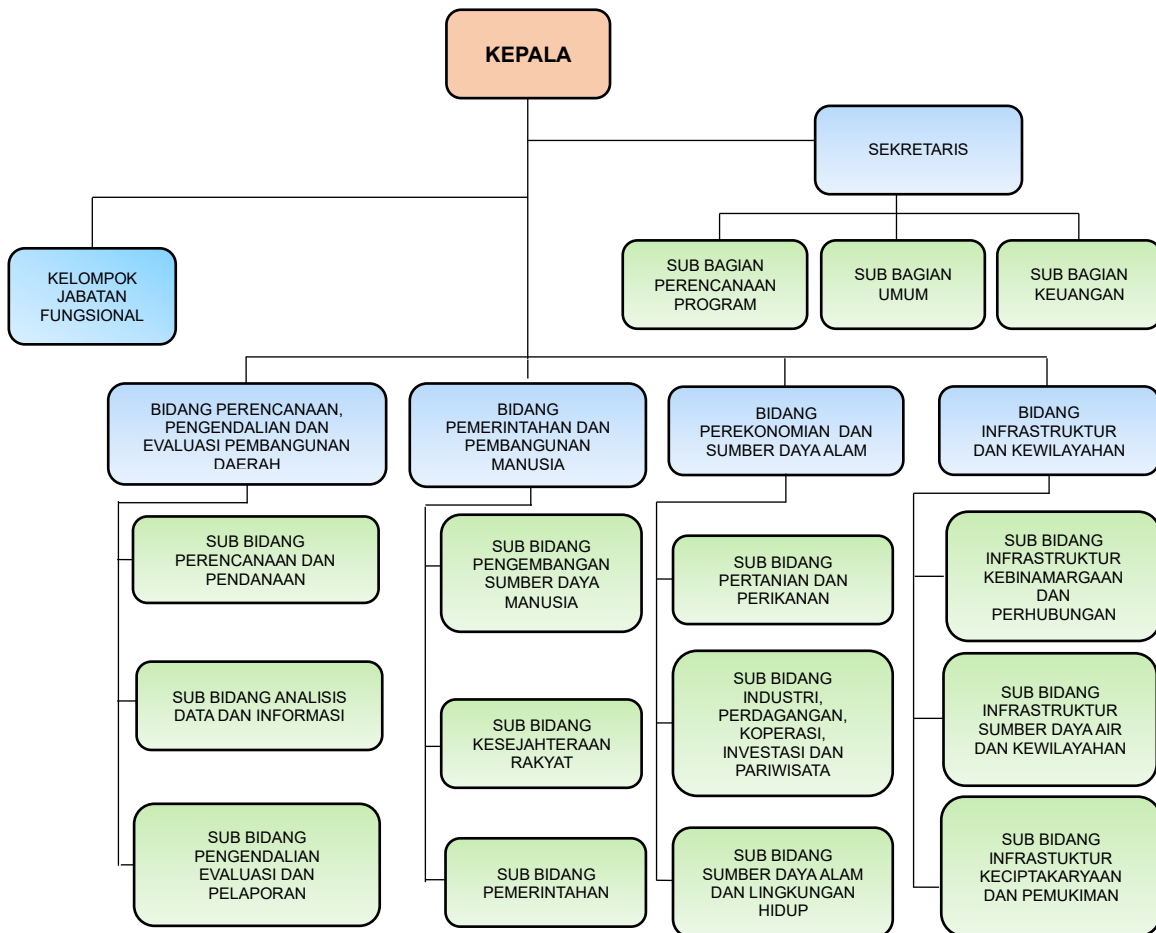 KEPALA
SEKRETARIS
KELOMPOK
JABATAN
FUNGSIONAL
SUB BAGIAN
PERENCANAAN
PROGRAM
SUB BAGIAN
UMUM
SUB BAGIAN
KEUANGAN
BIDANG PERENCANAAN,
PENGENDALIAN DAN
EVALUASI PEMBANGUNAN
DAERAH
BIDANG
PEMERINTAHAN DAN
PEMBANGUNAN
MANUSIA
BIDANG
PEREKONOMIAN DAN
SUMBER DAYA ALAM
BIDANG
INFRASTRUKTUR
DAN KEWILAYAHAN
SUB BIDANG
PERENCANAAN DAN
PENDANAAN
SUB BIDANG ANALISIS
DATA DAN INFORMASI
SUB BIDANG
PENGENDALIAN
EVALUASI DAN
PELAPORAN
SUB BIDANG
PENGEMBANGAN
SUMBER DAYA
MANUSIA
SUB BIDANG
KESEJAHTERAAN
RAKYAT
SUB BIDANG
PEMERINTAHAN
SUB BIDANG
PERTANIAN DAN
PERIKANAN
SUB BIDANG
INDUSTRI,
PERDAGANGAN,
KOPERASI,
INVESTASI DAN
PARIWISATA
SUB BIDANG
SUMBER DAYA ALAM
DAN LINGKUNGAN
HIDUP
SUB BIDANG
INFRASTRUKTUR
KEBINAMARGAAN
DAN
PERHUBUNGAN
SUB BIDANG
INFRASTRUKTUR
SUMBER DAYA AIR
DAN KEWILAYAHAN
SUB BIDANG
INFRASTUKTUR
KECIPTAKARYAAN
DAN PEMUKIMAN